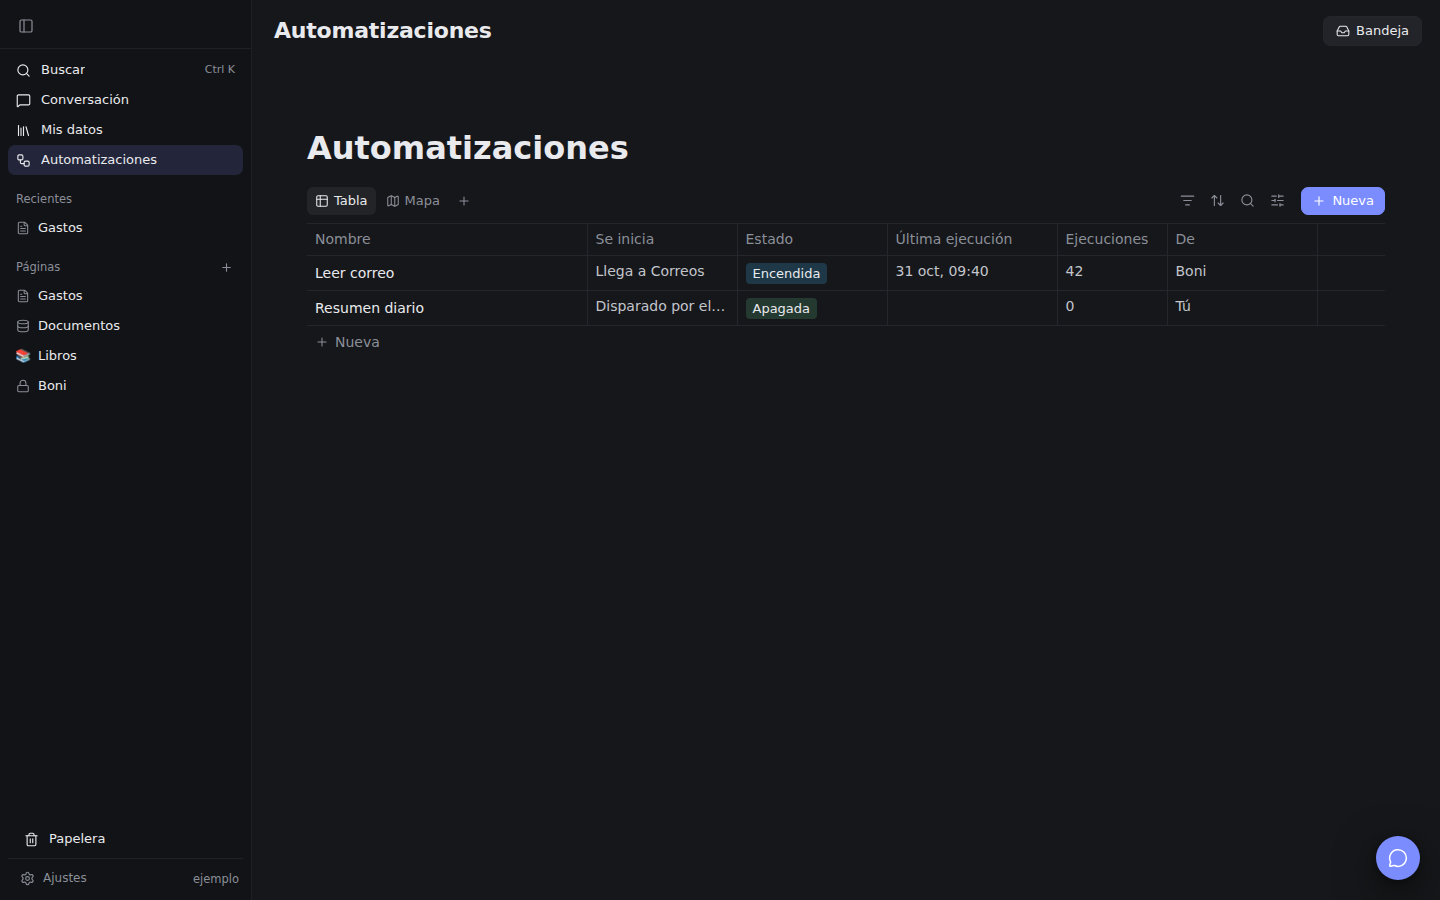 Automatizaciones
Bandeja
Buscar Ctrl K
Conversación
Mis datos
Automatizaciones
Recientes
Gastos
Páginas
Gastos
Documentos
Libros
Boni
Papelera
Ajustes ejemplo
Automatizaciones
Tabla Mapa Nueva
Nombre Se inicia Estado Última ejecución Ejecuciones De
Leer correo Llega a Correos Encendida 31 oct, 09:40 42 Boni
Resumen diario Disparado por el... Apagada 0 Tú
Nueva